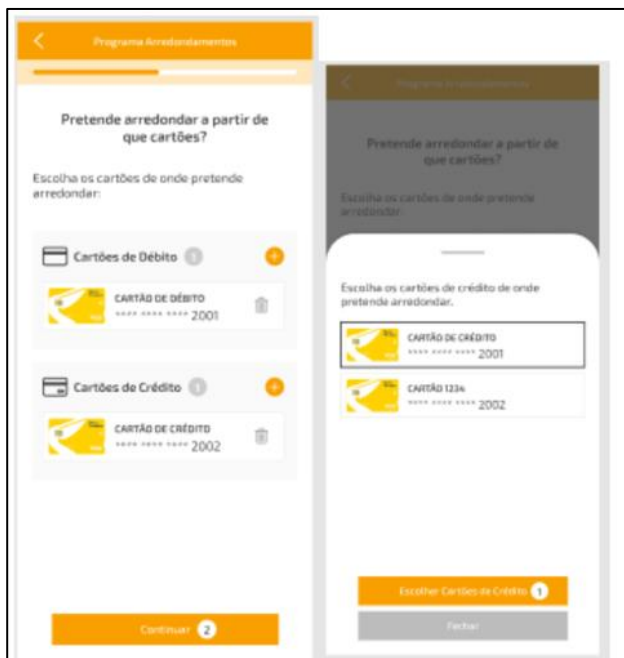 Programa Arredondamentos
Pretende arredondar a partir de
que cartões?
Escolha os cartões de onde pretende
arredondar:
Cartões de Débito 1
CARTÃO DE DÉBITO
**** **** **** 2001
Cartões de Crédito 1
CARTÃO DE CRÉDITO
**** **** **** 2002
Continuar 2
Programa Arredondamentos
Pretende arredondar a partir de
que cartões?
Escolha os cartões de onde pretende
arredondar:
Escolha os cartões de crédito de onde
pretende arredondar.
CARTÃO DE CRÉDITO
**** **** **** 2001
CARTÃO 1234
**** **** **** 2002
Escolher Cartões de Crédito 1
Fechar